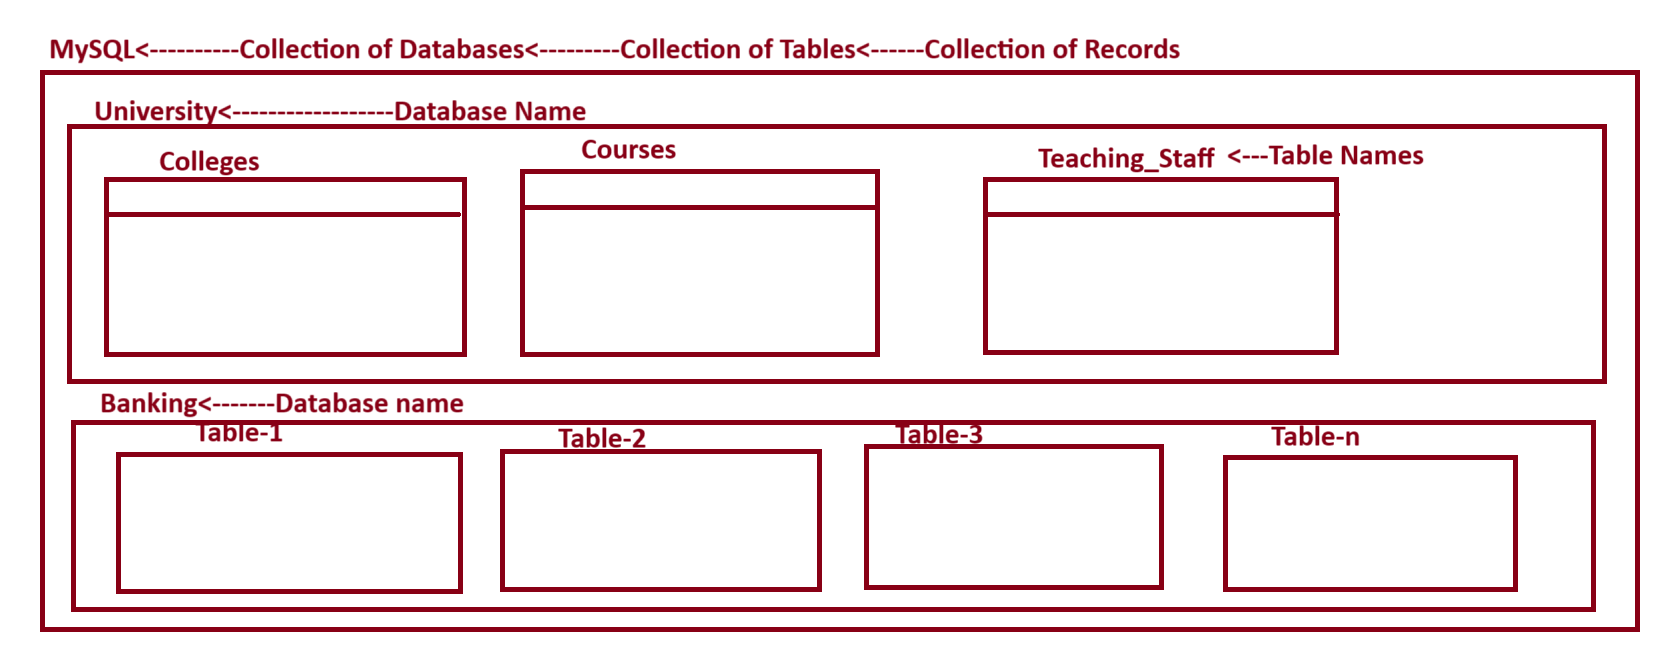 MySQL<----------Collection of Databases<---------Collection of Tables<------Collection of Records
University<------------------Database Name
Colleges
Courses
Teaching_Staff <---Table Names
Banking<-------Database name
Table-1
Table-2
Table-3
Table-n